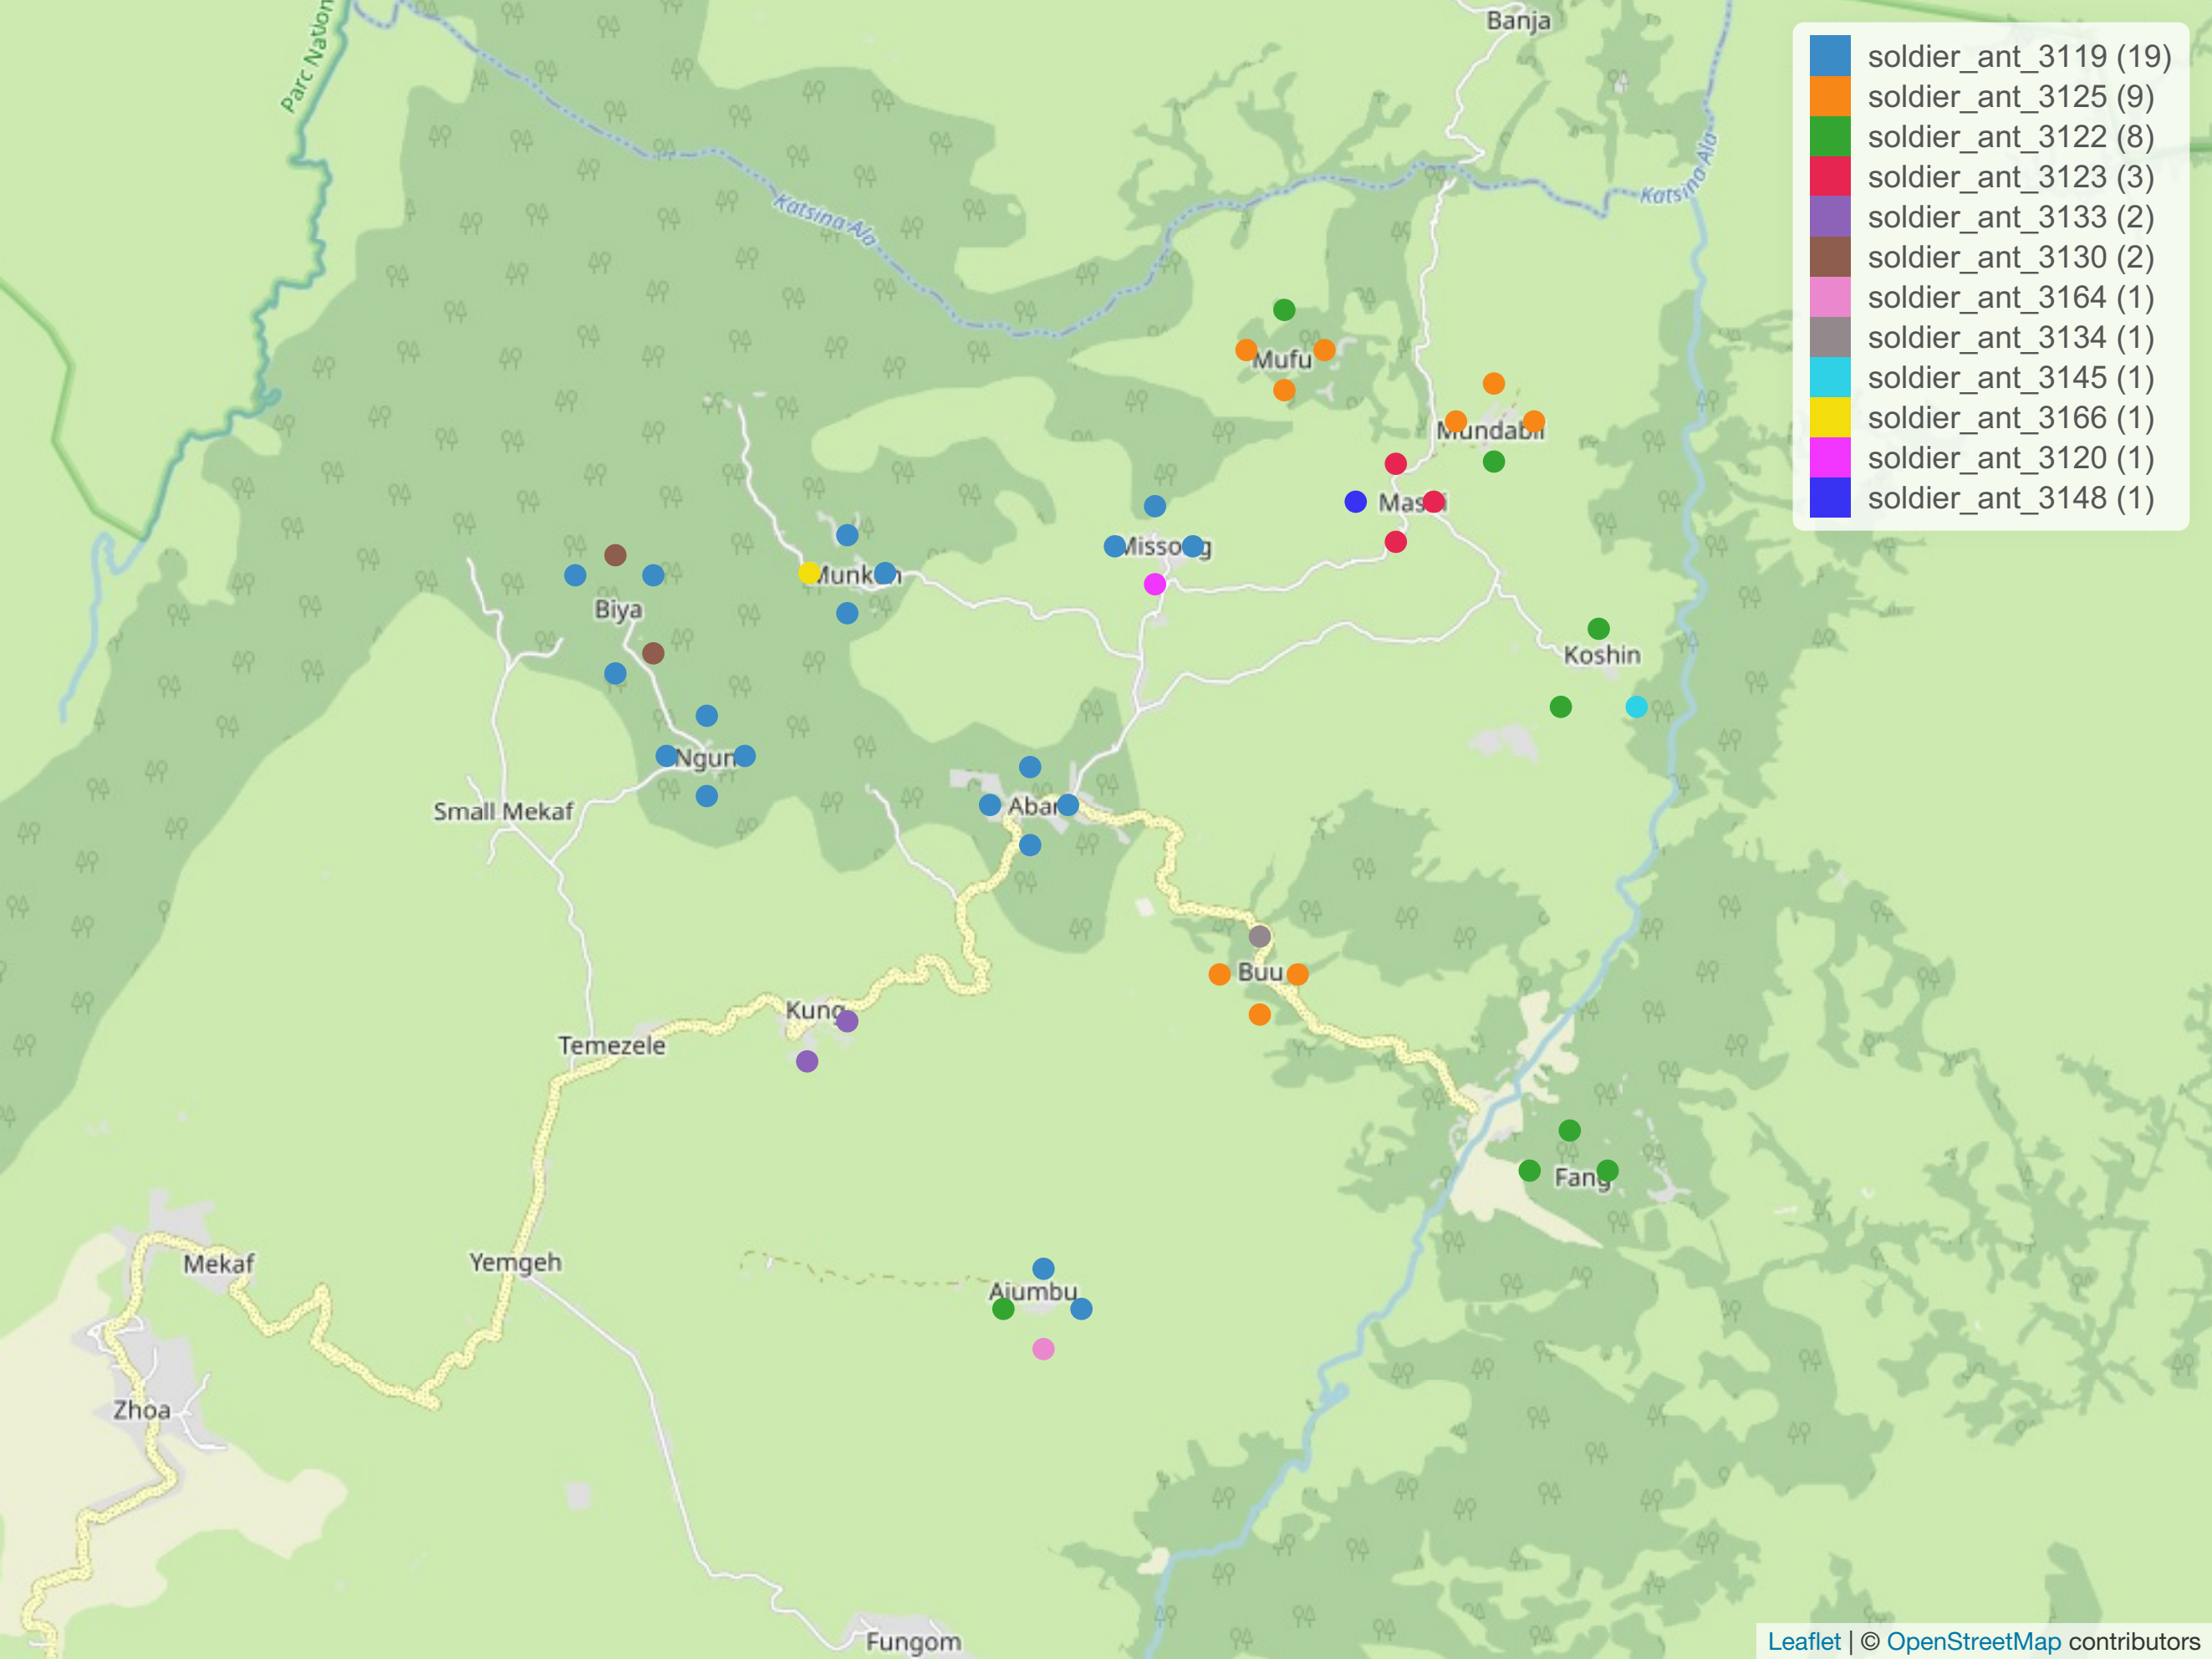 Banja
Parc Nation
soldier_ant_3119 (19)
soldier_ant_3125 (9)
soldier_ant_3122 (8)
soldier_ant_3123 (3)
soldier_ant_3133 (2)
soldier_ant_3130 (2)
soldier_ant_3164 (1)
soldier_ant_3134 (1)
soldier_ant_3145 (1)
soldier_ant_3166 (1)
soldier_ant_3120 (1)
soldier_ant_3148 (1)
Katsina Ala
Katsina Ala
Mufu
Mundabli
Missong
Biya
Koshin
Small Mekaf
Buu
Kung
Temezele
Fang
Mekaf
Yemgeh
Ajumbu
Zhoa
Fungom
Leaflet | © OpenStreetMap contributors